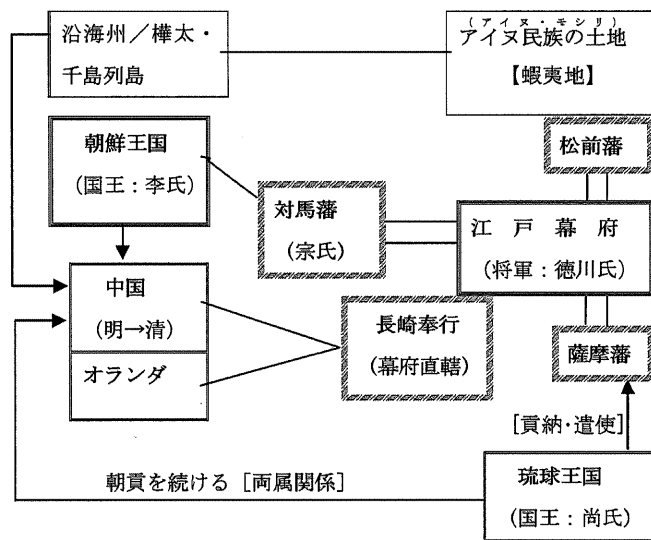 沿海州／樺太・
千島列島
(アイヌ・モシリ)
アイヌ民族の土地
【蝦夷地】
松前藩
朝鮮王国
(国王：李氏)
対馬藩
(宗氏)
江戸幕府
(将軍：徳川氏)
中国
(明→清)
オランダ
長崎奉行
(幕府直轄)
薩摩藩
[貢納・遣使]
朝貢を続ける［両属関係］
琉球王国
(国王：尚氏)